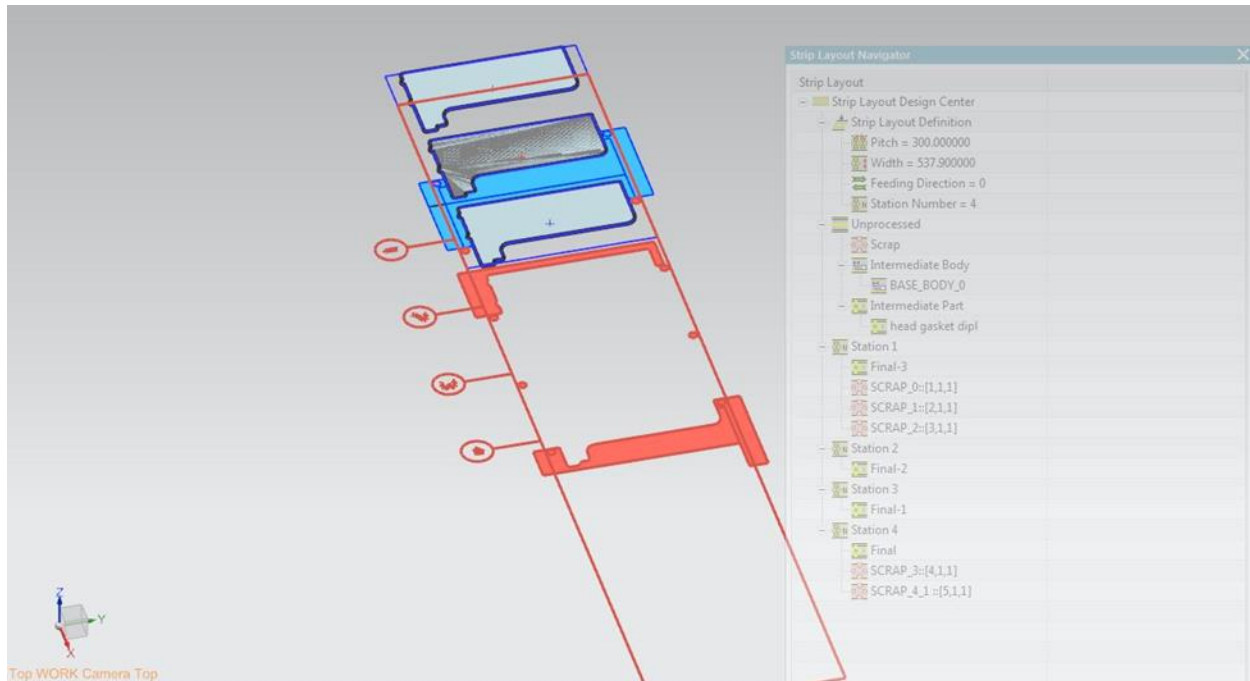 Strip Layout Navigator
Strip Layout
Strip Layout Design Center
Strip Layout Definition
Pitch = 300.000000
Width = 537.900000
Feeding Direction = 0
Station Number = 4
Unprocessed
Scrap
Intermediate Body
BASE_BODY_0
Intermediate Part
head gasket dipl
Station 1
Final-3
SCRAP_0::[1,1,1]
SCRAP_1::[2,1,1]
SCRAP_2::[3,1,1]
Station 2
Final-2
Station 3
Final-1
Station 4
Final
SCRAP_3::[4,1,1]
SCRAP_4_1 ::[5,1,1]
Z
Y
X
Top WORK Camera Top